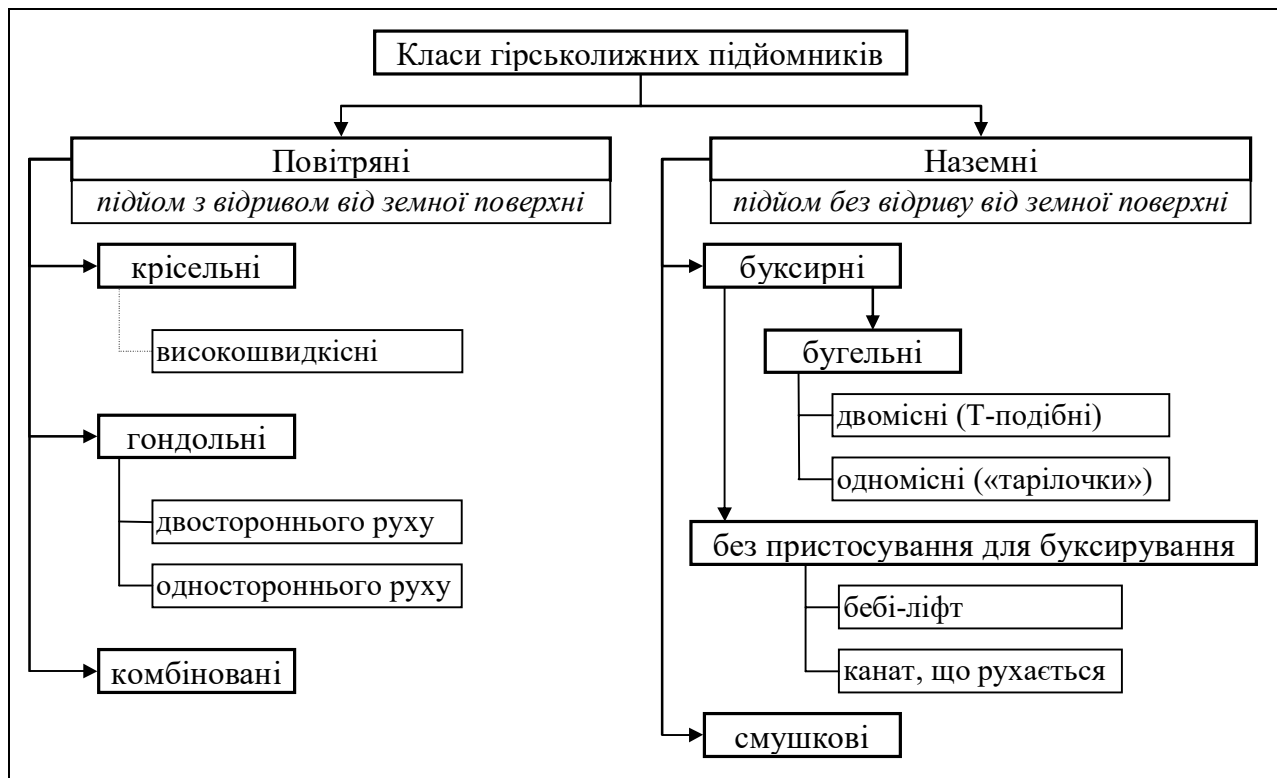 Класи гірськолижних підйомників
Повітряні
підйом з відривом від земної поверхні
крісельні
високошвидкісні
гондольні
двостороннього руху
одностороннього руху
комбіновані
Наземні
підйом без відриву від земної поверхні
буксирні
бугельні
двомісні (Т-подібні)
одномісні («тарілочки»)
без пристосування для буксирування
бебі-ліфт
канат, що рухається
смушкові